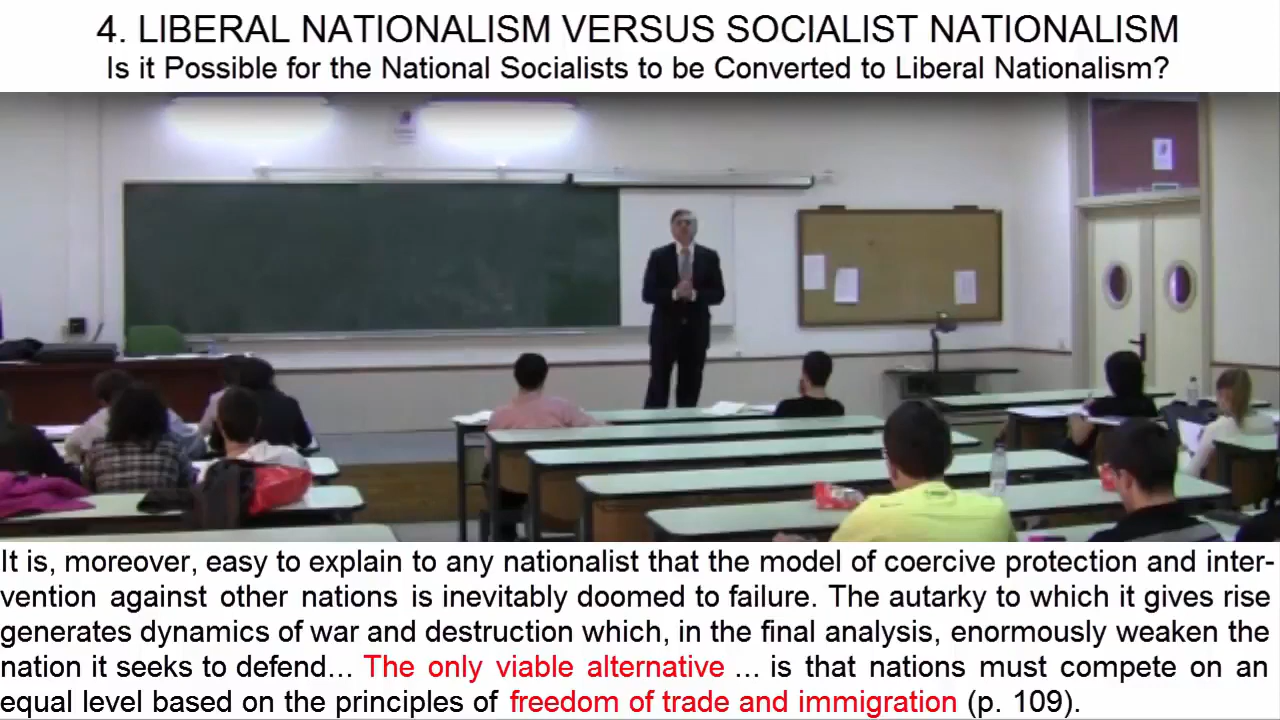 4. LIBERAL NATIONALISM VERSUS SOCIALIST NATIONALISM
Is it Possible for the National Socialists to be Converted to Liberal Nationalism?
It is, moreover, easy to explain to any nationalist that the model of coercive protection and inter-
vention against other nations is inevitably doomed to failure. The autarky to which it gives rise
generates dynamics of war and destruction which, in the final analysis, enormously weaken the
nation it seeks to defend... The only viable alternative ... is that nations must compete on an
equal level based on the principles of freedom of trade and immigration (p. 109).